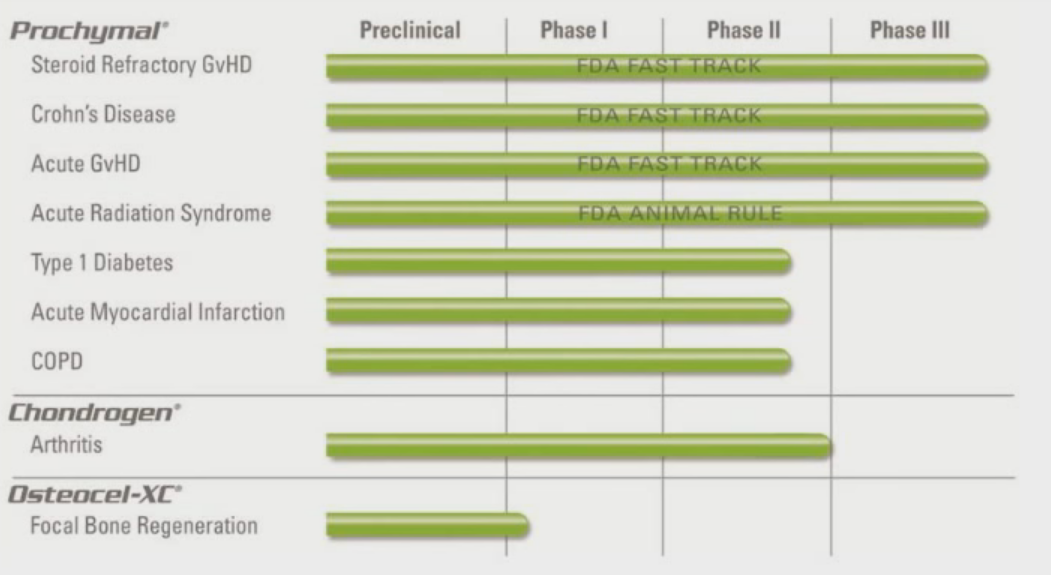 Prochymal® Preclinical Phase I Phase II Phase III
Steroid Refractory GvHD FDA FAST TRACK
Crohn's Disease FDA FAST TRACK
Acute GvHD FDA FAST TRACK
Acute Radiation Syndrome FDA ANIMAL RULE
Type 1 Diabetes
Acute Myocardial Infarction
COPD
Chondrogen®
Arthritis
Osteocel-XC®
Focal Bone Regeneration